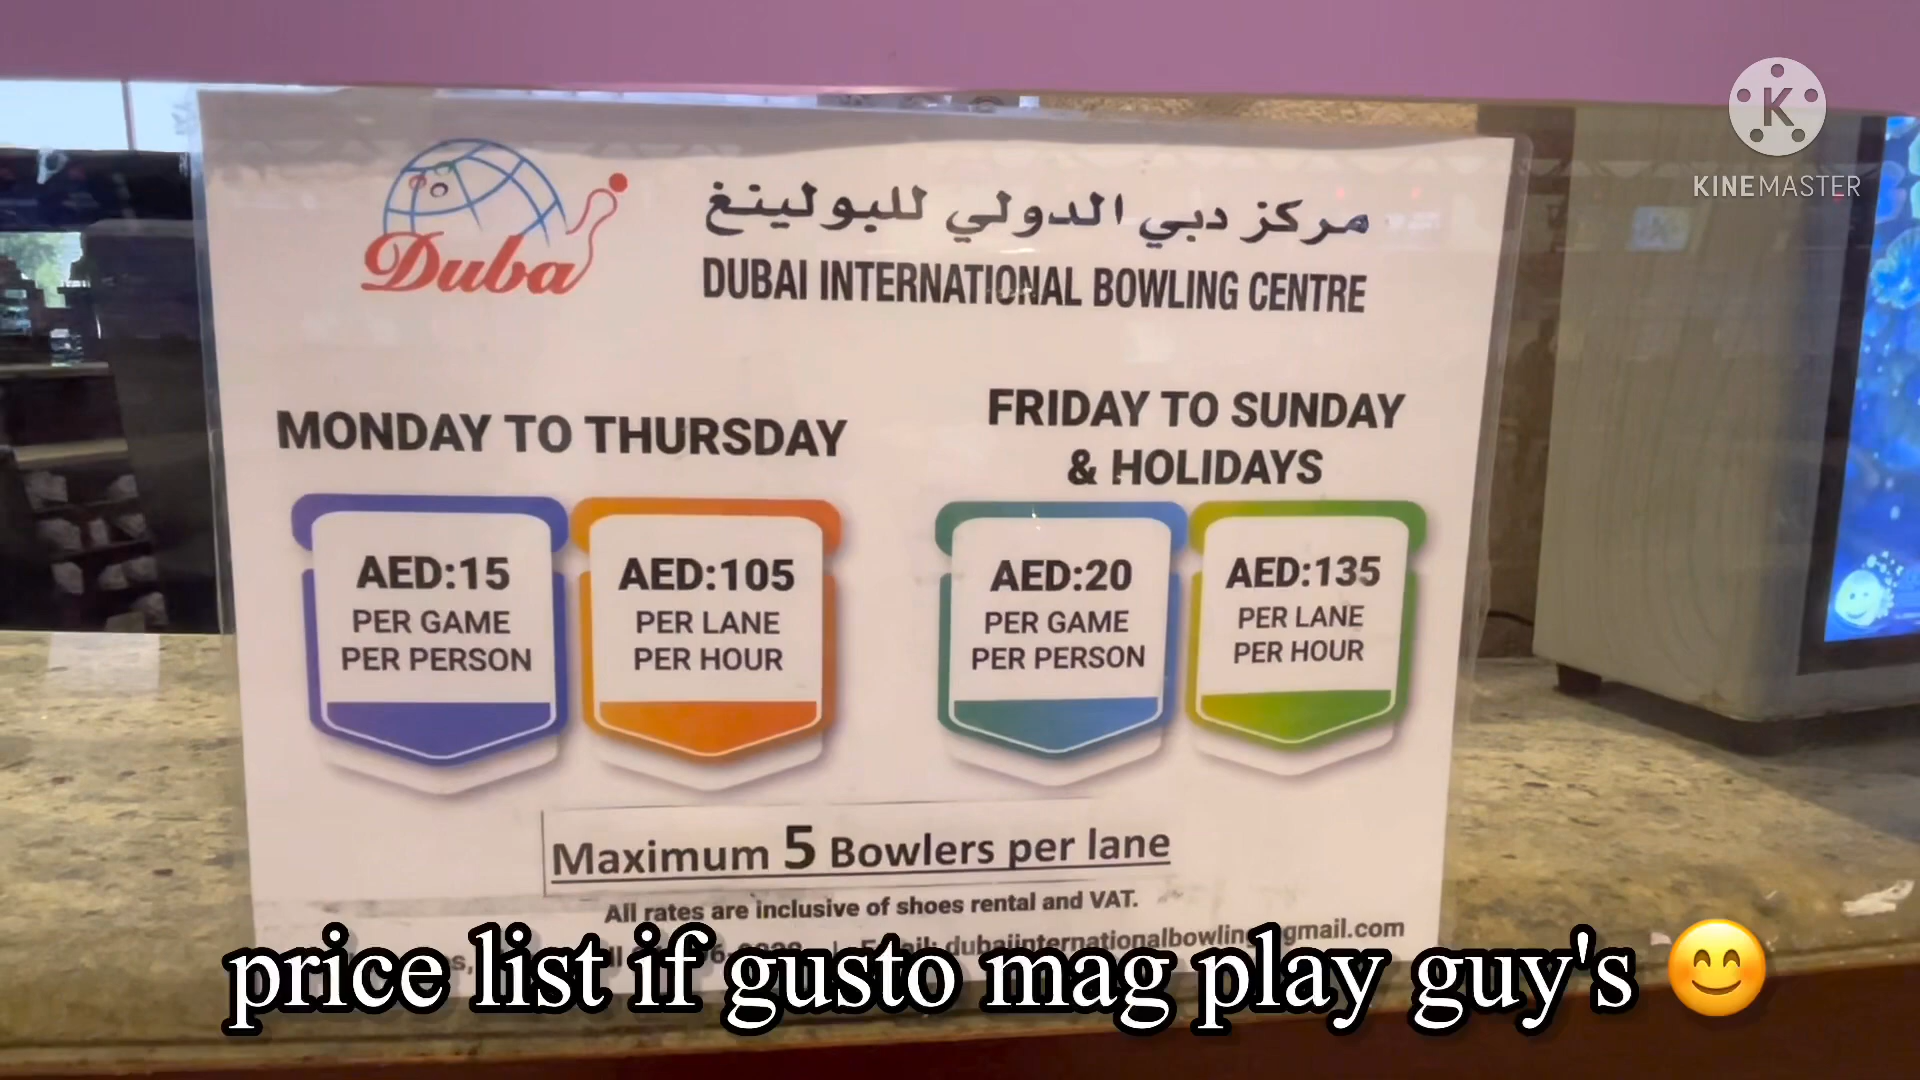 KINEMASTER
Duba
مركز دبي الدولي للبولينغ
DUBAI INTERNATIONAL BOWLING CENTRE
MONDAY TO THURSDAY
AED:15
PER GAME
PER PERSON
AED:105
PER LANE
PER HOUR
FRIDAY TO SUNDAY
& HOLIDAYS
AED:20
PER GAME
PER PERSON
AED:135
PER LANE
PER HOUR
Maximum 5 Bowlers per lane
All rates are inclusive of shoes rental and VAT.
dubaiinternationalbowling gmail.com
price list if gusto mag play guy's 😊